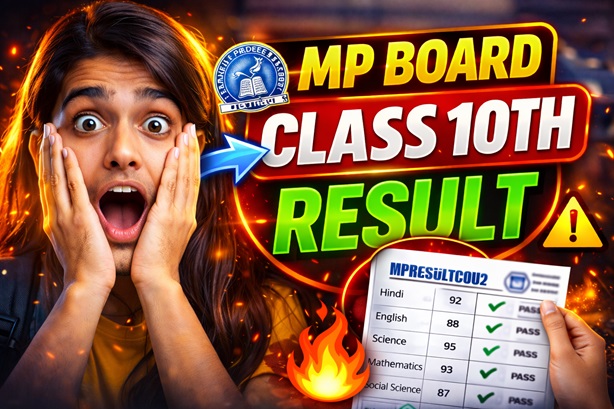 MP BOARD
CLASS 10TH
RESULT
MPRESULTCOU2
Hindi 92
English 88 PASS
Science 95 PASS
Mathematics 93 PASS
Social Science 87 PASS